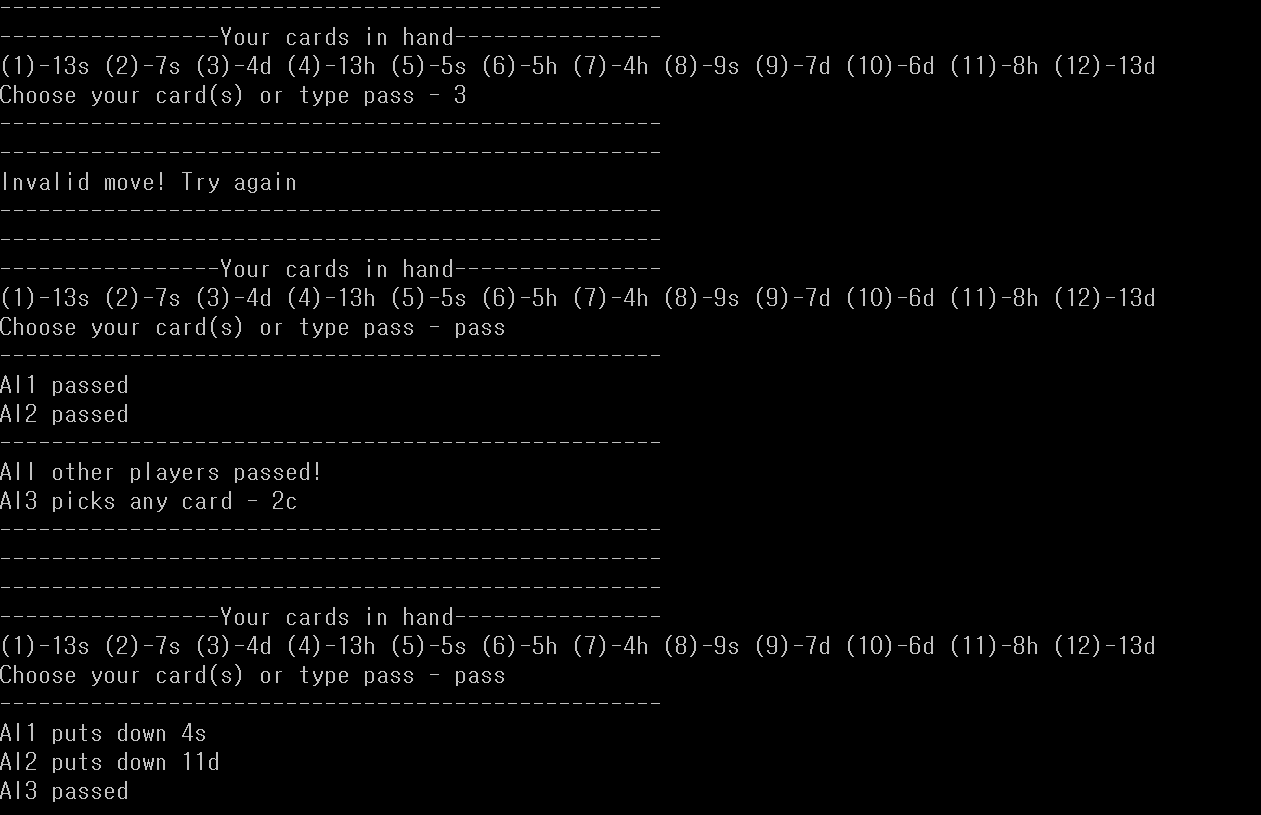 ---------------------------------------------------
-----------------Your cards in hand----------------
(1)-13s (2)-7s (3)-4d (4)-13h (5)-5s (6)-5h (7)-4h (8)-9s (9)-7d (10)-6d (11)-8h (12)-13d
Choose your card(s) or type pass - 3
---------------------------------------------------
---------------------------------------------------
Invalid move! Try again
---------------------------------------------------
---------------------------------------------------
-----------------Your cards in hand----------------
(1)-13s (2)-7s (3)-4d (4)-13h (5)-5s (6)-5h (7)-4h (8)-9s (9)-7d (10)-6d (11)-8h (12)-13d
Choose your card(s) or type pass - pass
---------------------------------------------------
AI1 passed
AI2 passed
---------------------------------------------------
All other players passed!
AI3 picks any card - 2c
---------------------------------------------------
---------------------------------------------------
---------------------------------------------------
-----------------Your cards in hand----------------
(1)-13s (2)-7s (3)-4d (4)-13h (5)-5s (6)-5h (7)-4h (8)-9s (9)-7d (10)-6d (11)-8h (12)-13d
Choose your card(s) or type pass - pass
---------------------------------------------------
AI1 puts down 4s
AI2 puts down 11d
AI3 passed